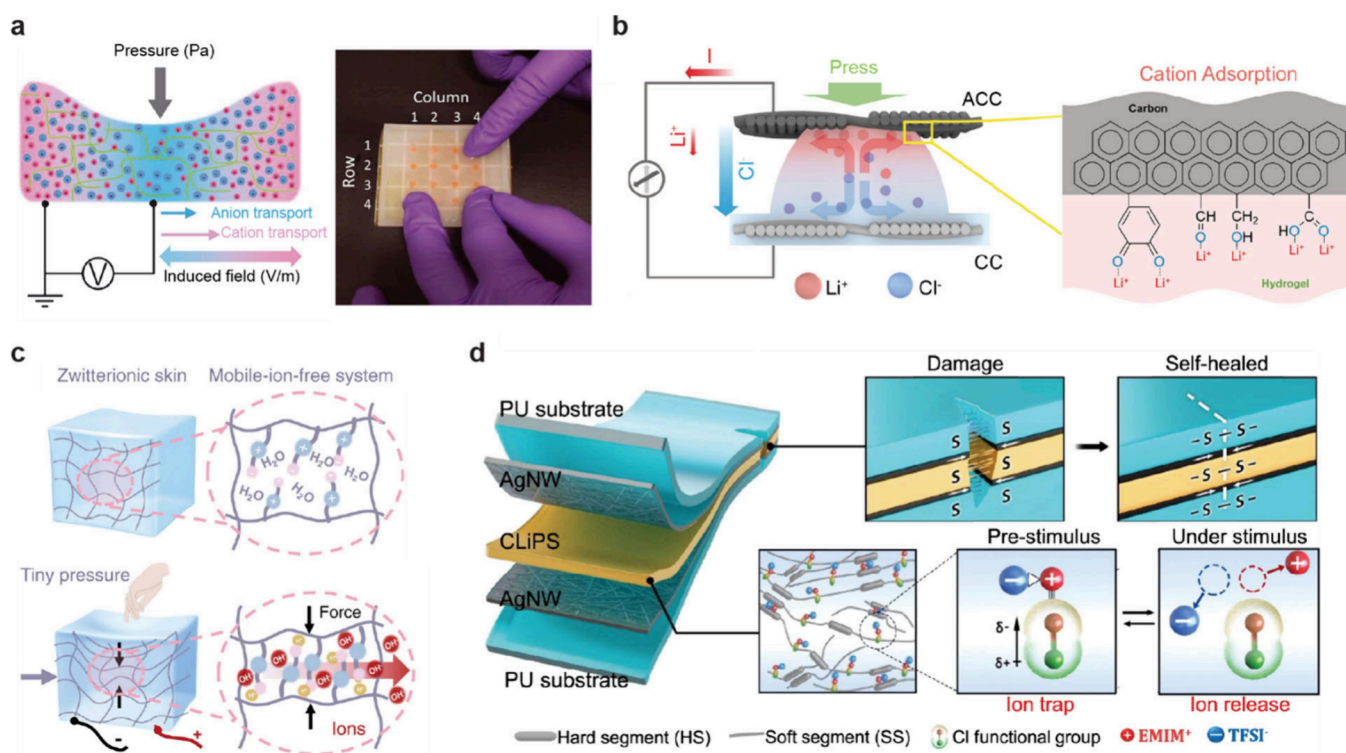 a
Pressure (Pa)
Anion transport
Cation transport
Induced field (V/m)
V
Column
1 2 3 4
Row
1
2
3
4
b
I
Press
ACC
Li⁺
Cl⁻
CC
Li⁺
Cl⁻
Cation Adsorption
Carbon
CH CH₂ C
O O O OH HO O
Li⁺ Li⁺ Li⁺ Li⁺ Li⁺ Li⁺
Hydrogel
c
Zwitterionic skin
Mobile-ion-free system
H₂O H₂O
H₂O
H₂O H₂O
Tiny pressure
Force
OH⁻ OH⁻ OH⁻ OH⁻ OH⁻
Ions
- +
d
PU substrate
AgNW
CLiPS
AgNW
PU substrate
Damage
S S
S S
S S
Self-healed
-S S-
-S S-
-S S-
Pre-stimulus
− +
δ-
δ+
Ion trap
Under stimulus
+
−
Ion release
Hard segment (HS)
Soft segment (SS)
Cl functional group
+ EMIM⁺
− TFSI⁻